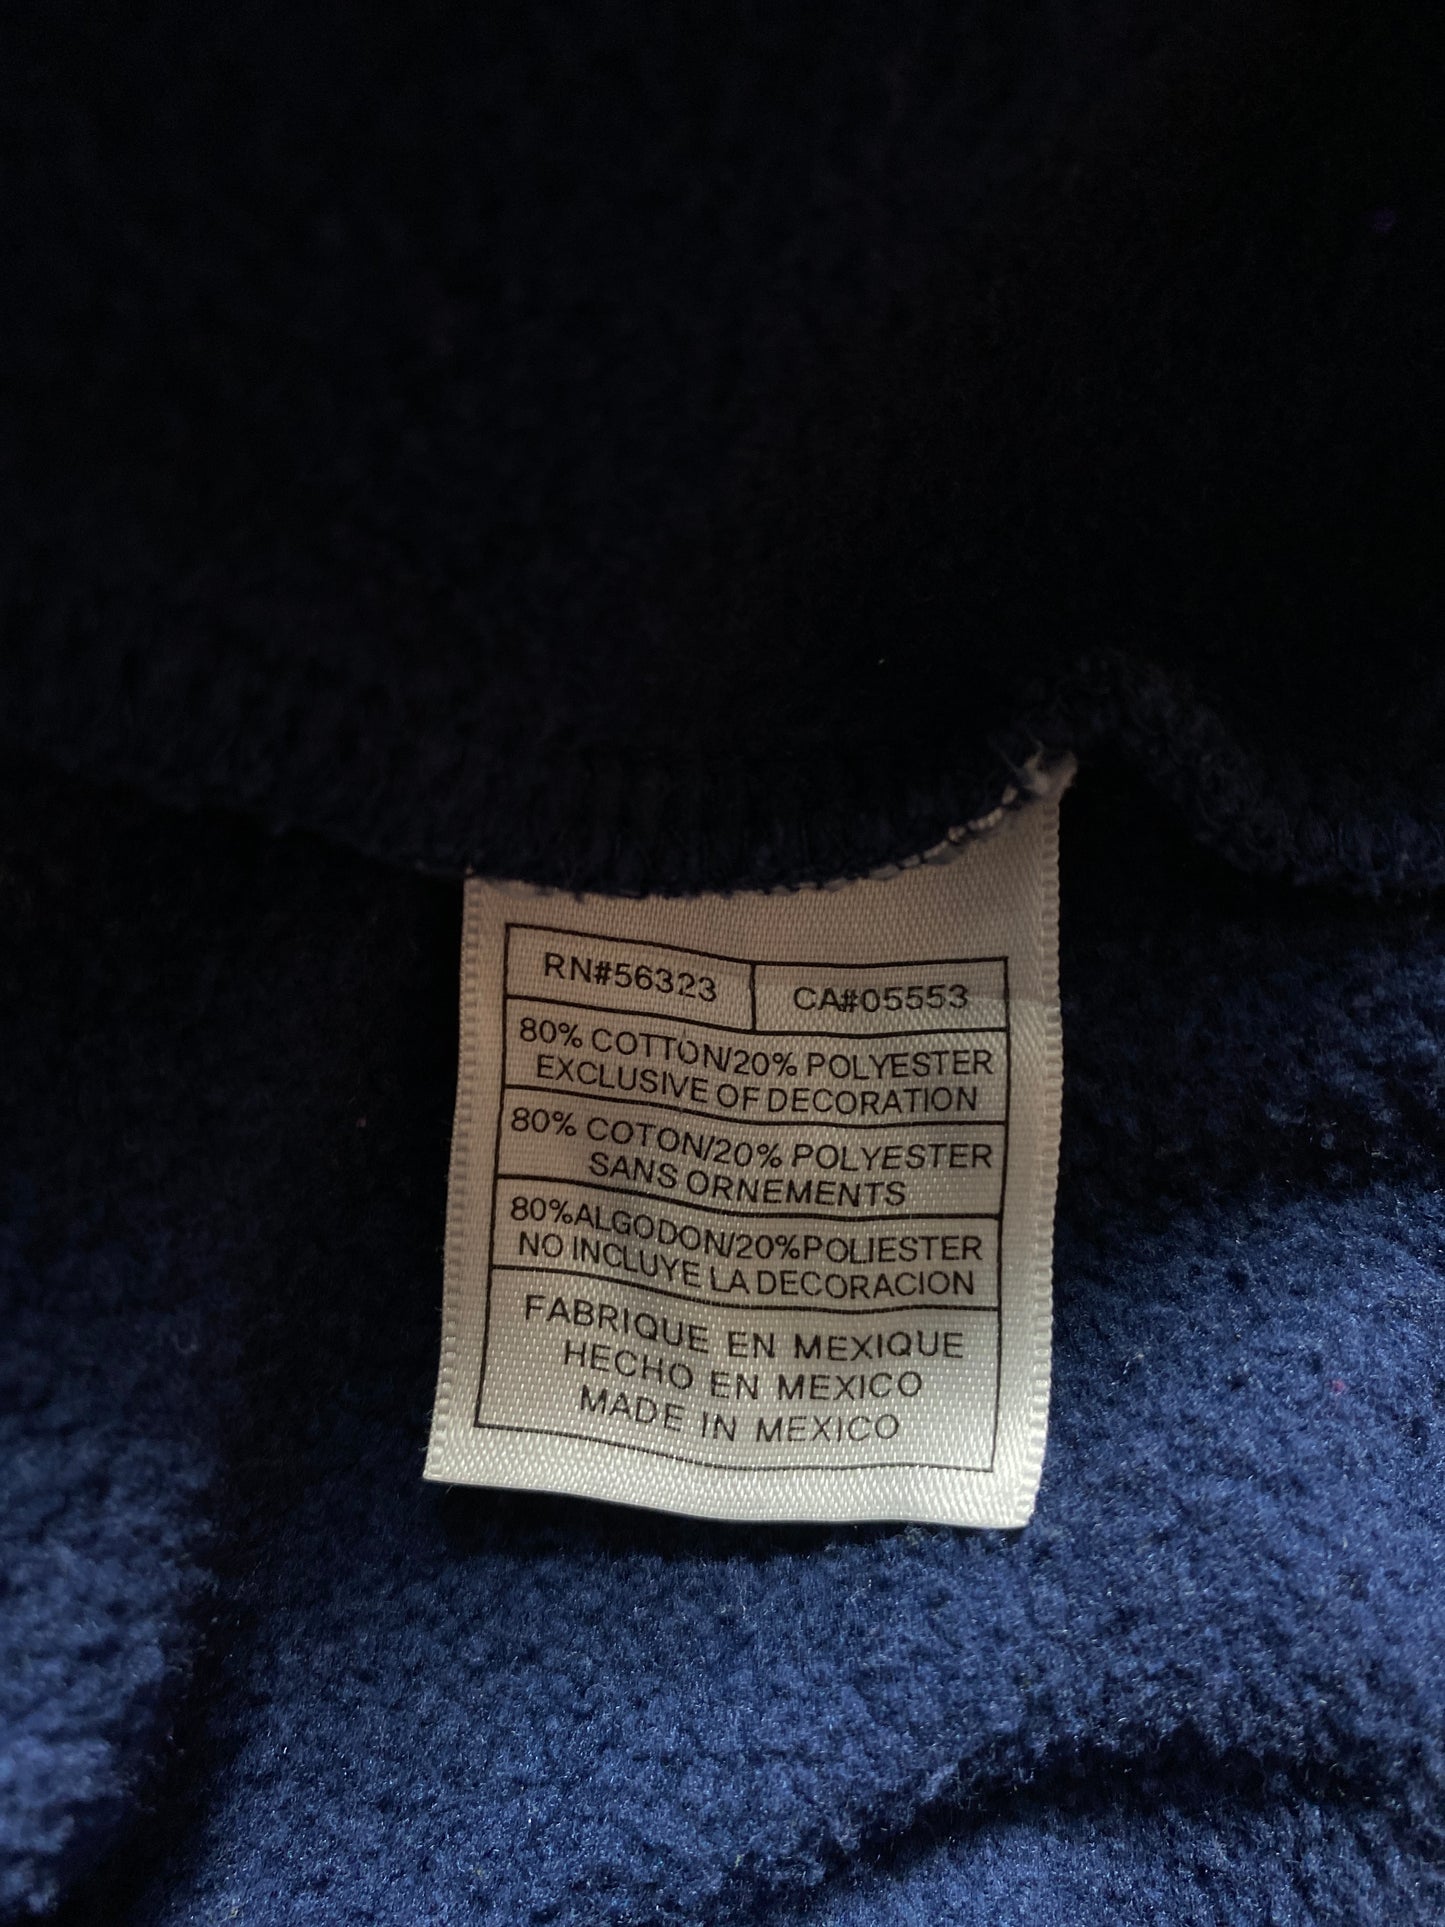 RN#56323 CA#05553
80% COTTON/20% POLYESTER
EXCLUSIVE OF DECORATION
80% COTON/20% POLYESTER
SANS ORNEMENTS
80%ALGODON/20%POLIESTER
NO INCLUYE LA DECORACION
FABRIQUE EN MEXIQUE
HECHO EN MEXICO
MADE IN MEXICO